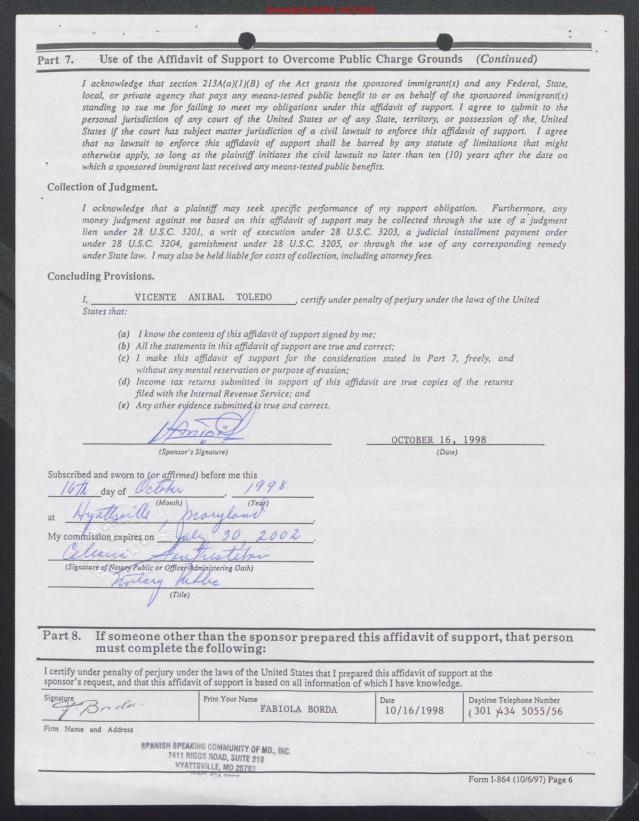 Part 7. Use of the Affidavit of Support to Overcome Public Charge Grounds (Continued)
I acknowledge that section 213A(a)(1)(B) of the Act grants the sponsored immigrant(s) and any Federal, State,
local, or private agency that pays any means-tested public benefit to or on behalf of the sponsored immigrant(s)
standing to sue me for failing to meet my obligations under this affidavit of support. I agree to submit to the
personal jurisdiction of any court of the United States or of any State, territory, or possession of the United
States if the court has subject matter jurisdiction of a civil lawsuit to enforce this affidavit of support. I agree
that no lawsuit to enforce this affidavit of support shall be barred by any statute of limitations that might
otherwise apply, so long as the plaintiff initiates the civil lawsuit no later than ten (10) years after the date on
which a sponsored immigrant last received any means-tested public benefits.
Collection of Judgment.
I acknowledge that a plaintiff may seek specific performance of my support obligation. Furthermore, any
money judgment against me based on this affidavit of support may be collected through the use of a judgment
lien under 28 U.S.C. 3201, a writ of execution under 28 U.S.C. 3203, a judicial installment payment order
under 28 U.S.C. 3204, garnishment under 28 U.S.C. 3205, or through the use of any corresponding remedy
under State law. I may also be held liable for costs of collection, including attorney fees.
Concluding Provisions.
I, VICENTE ANIBAL TOLEDO, certify under penalty of perjury under the laws of the United
States that:
(a) I know the contents of this affidavit of support signed by me;
(b) All the statements in this affidavit of support are true and correct;
(c) I make this affidavit of support for the consideration stated in Part 7, freely, and
without any mental reservation or purpose of evasion;
(d) Income tax returns submitted in support of this affidavit are true copies of the returns
filed with the Internal Revenue Service; and
(e) Any other evidence submitted is true and correct.
OCTOBER 16, 1998
(Sponsor's Signature) (Date)
Subscribed and sworn to (or affirmed) before me this
16th day of October, 1998
(Month) (Year)
at Hyattsville, Maryland.
My commission expires on July 30 2002
(Signature of Notary Public or Officer Administering Oath)
Notary Public
(Title)
Part 8. If someone other than the sponsor prepared this affidavit of support, that person
must complete the following:
I certify under penalty of perjury under the laws of the United States that I prepared this affidavit of support at the
sponsor's request, and that this affidavit of support is based on all information of which I have knowledge.
Signature Print Your Name Date Daytime Telephone Number
F Borda. FABIOLA BORDA 10/16/1998 (301 )434 5055/56
Firm Name and Address
SPANISH SPEAKING COMMUNITY OF MD., INC.
7411 RIGGS ROAD, SUITE 210
HYATTSVILLE, MD 20783
Form I-864 (10/6/97) Page 6